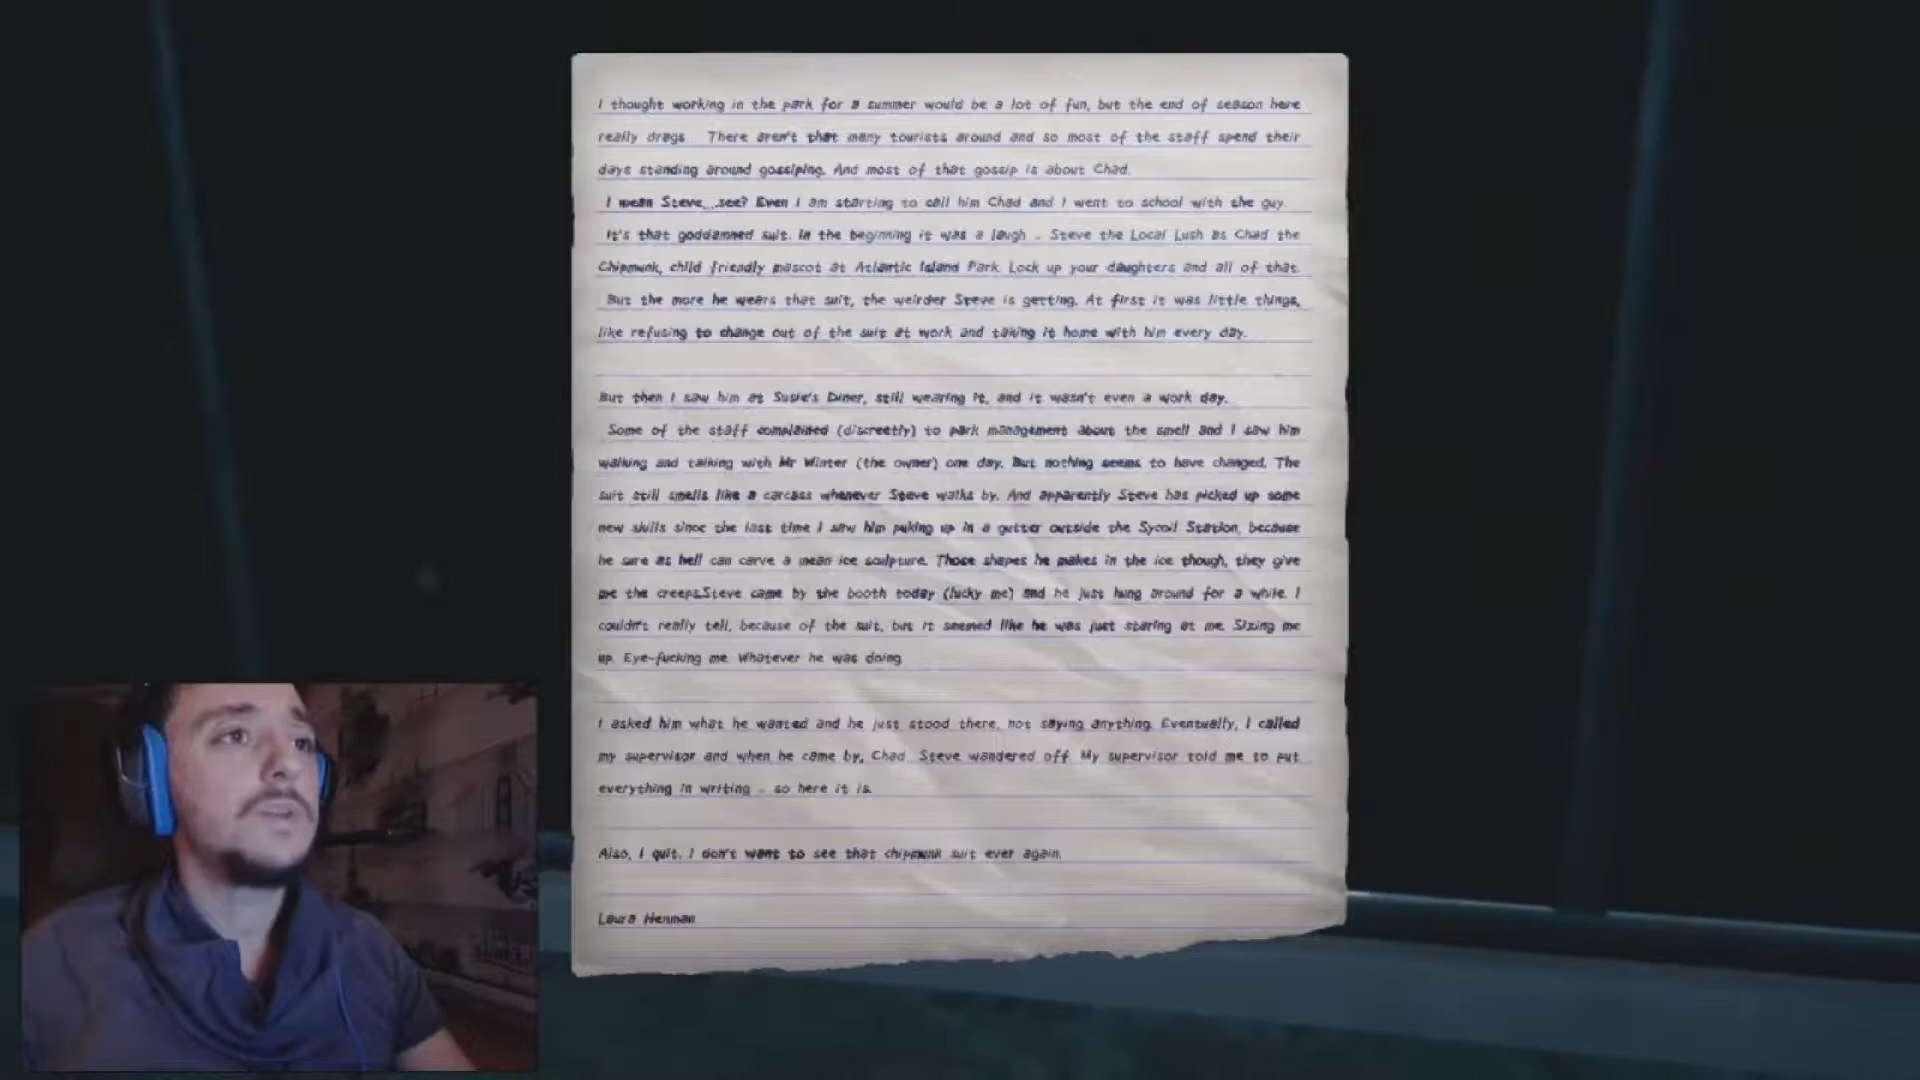 I thought working in the park for a summer would be a lot of fun, but the end of season here
really drags. There aren't that many tourists around and so most of the staff spend their
days standing around gossiping. And most of that gossip is about Chad.
I mean Steve...see? Even I am starting to call him Chad and I went to school with the guy.
It's that goddamned suit. In the beginning it was a laugh - Steve the Local Lush as Chad the
Chipmunk, child friendly mascot at Atlantic Island Park. Lock up your daughters and all of that.
But the more he wears that suit, the weirder Steve is getting. At first it was little things,
like refusing to change out of the suit at work and taking it home with him every day.
But then I saw him at Susie's Diner, still wearing it, and it wasn't even a work day.
Some of the staff complained (discreetly) to park management about the smell and I saw him
walking and talking with Mr Winter (the owner) one day. But nothing seems to have changed. The
suit still smells like a carcass whenever Steve walks by. And apparently Steve has picked up some
new skills since the last time I saw him puking up in a gutter outside the Sycoil Station, because
he sure as hell can carve a mean ice sculpture. Those shapes he makes in the ice though, they give
me the creeps.Steve came by the booth today (lucky me) and he just hung around for a while. I
couldn't really tell, because of the suit, but it seemed like he was just staring at me. Sizing me
up. Eye-fucking me. Whatever he was doing.
I asked him what he wanted and he just stood there, not saying anything. Eventually, I called
my supervisor and when he came by, Chad...Steve wandered off. My supervisor told me to put
everything in writing - so here it is.
Also, I quit. I don't want to see that chipmunk suit ever again.
Laura Henman